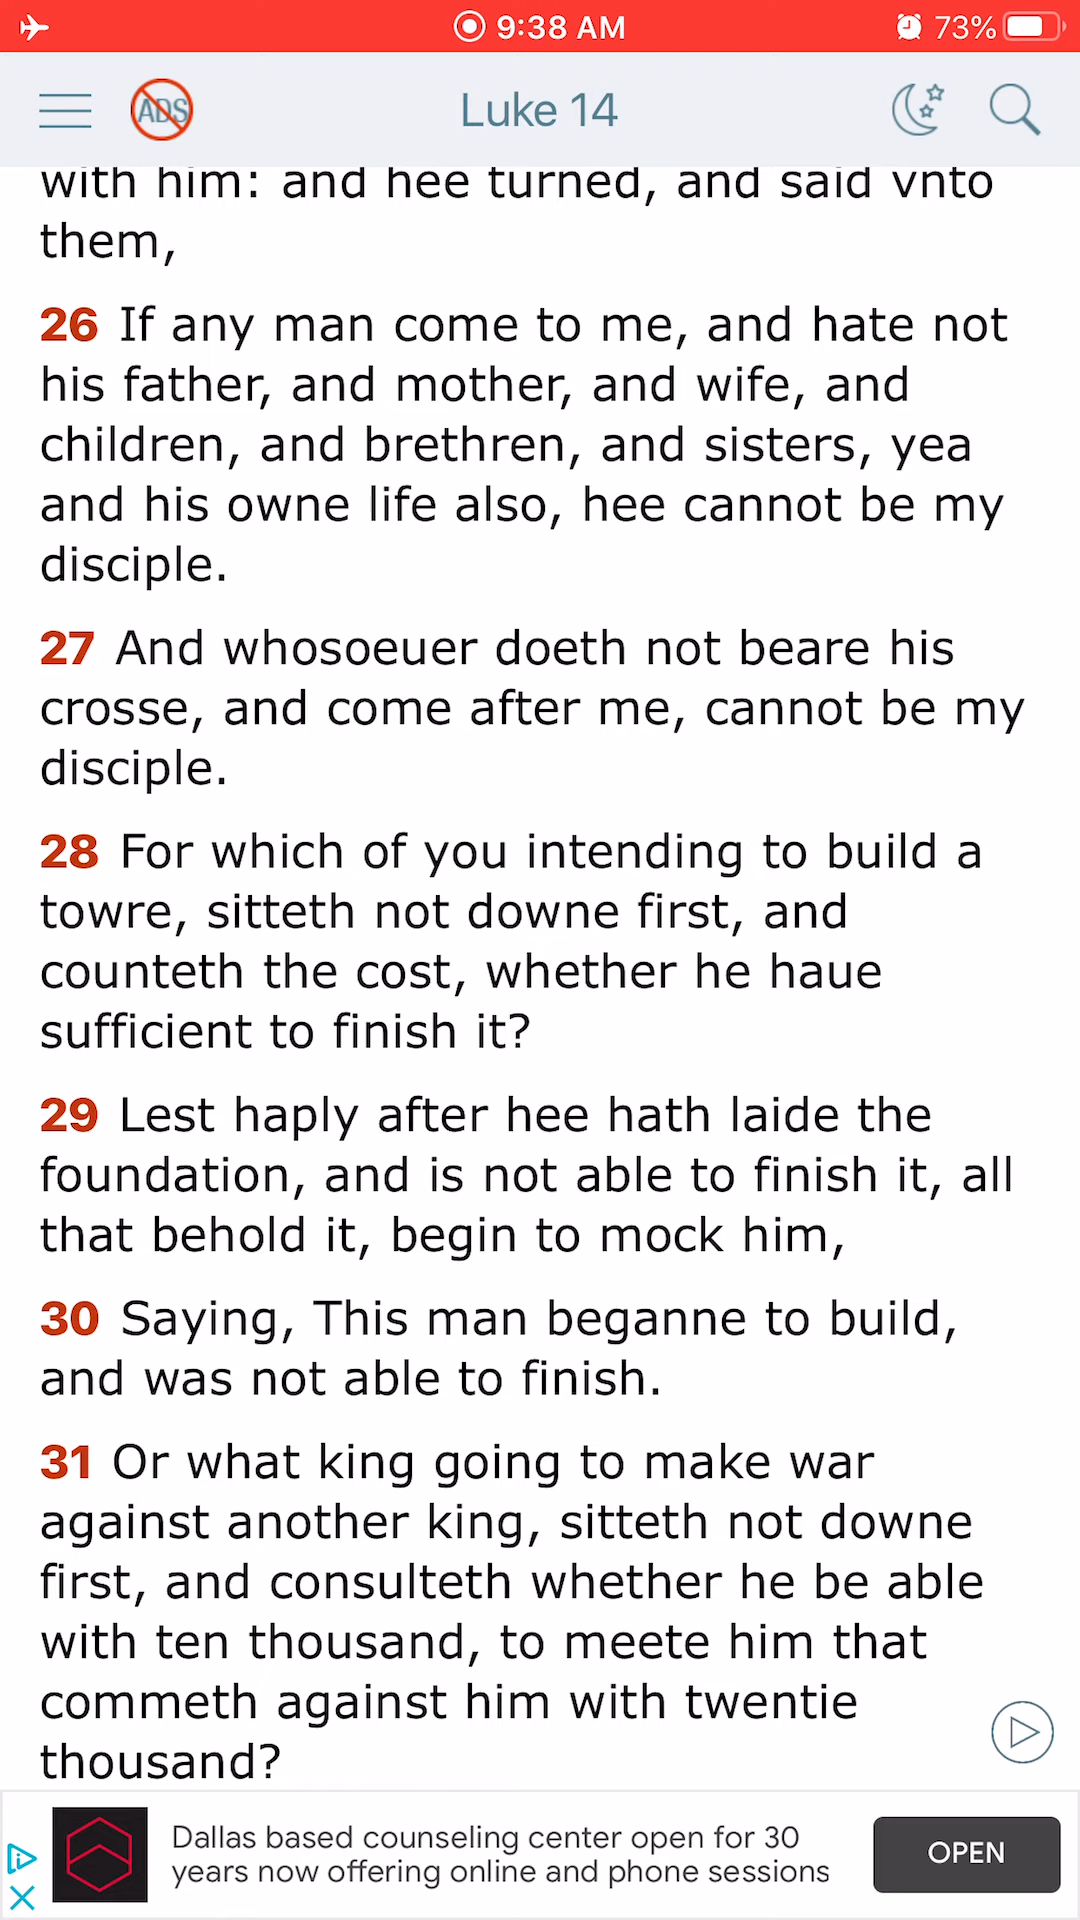 9:38 AM
73%
ADS
Luke 14
with him: and hee turned, and said vnto
them,
26 If any man come to me, and hate not
his father, and mother, and wife, and
children, and brethren, and sisters, yea
and his owne life also, hee cannot be my
disciple.
27 And whosoeuer doeth not beare his
crosse, and come after me, cannot be my
disciple.
28 For which of you intending to build a
towre, sitteth not downe first, and
counteth the cost, whether he haue
sufficient to finish it?
29 Lest haply after hee hath laide the
foundation, and is not able to finish it, all
that behold it, begin to mock him,
30 Saying, This man beganne to build,
and was not able to finish.
31 Or what king going to make war
against another king, sitteth not downe
first, and consulteth whether he be able
with ten thousand, to meete him that
commeth against him with twentie
thousand?
Dallas based counseling center open for 30
years now offering online and phone sessions
OPEN